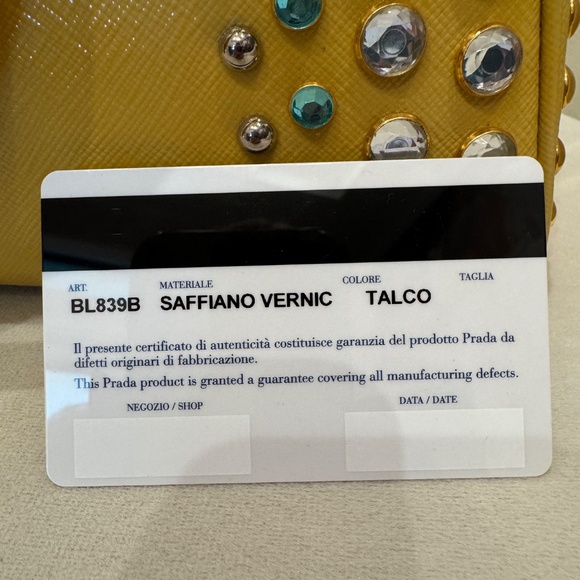 ART. MATERIALE COLORE TAGLIA
BL839B SAFFIANO VERNIC TALCO
Il presente certificato di autenticità costituisce garanzia del prodotto Prada da
difetti originari di fabbricazione.
This Prada product is granted a guarantee covering all manufacturing defects.
NEGOZIO / SHOP DATA / DATE